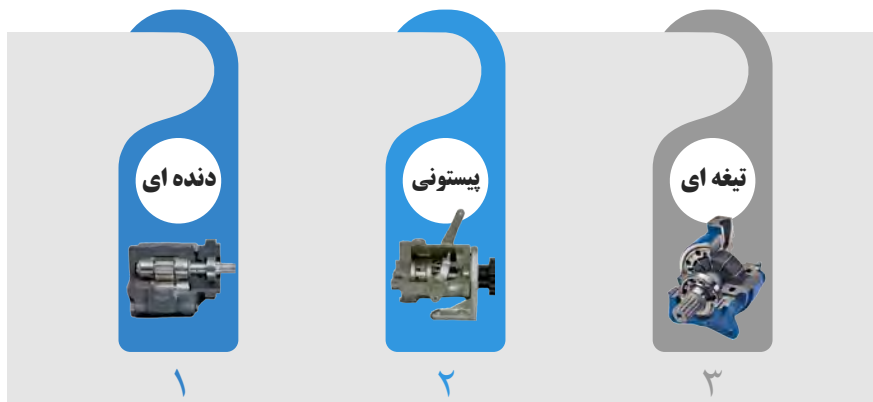 دنده ای
پیستونی
تیغه ای
۱
۲
۳